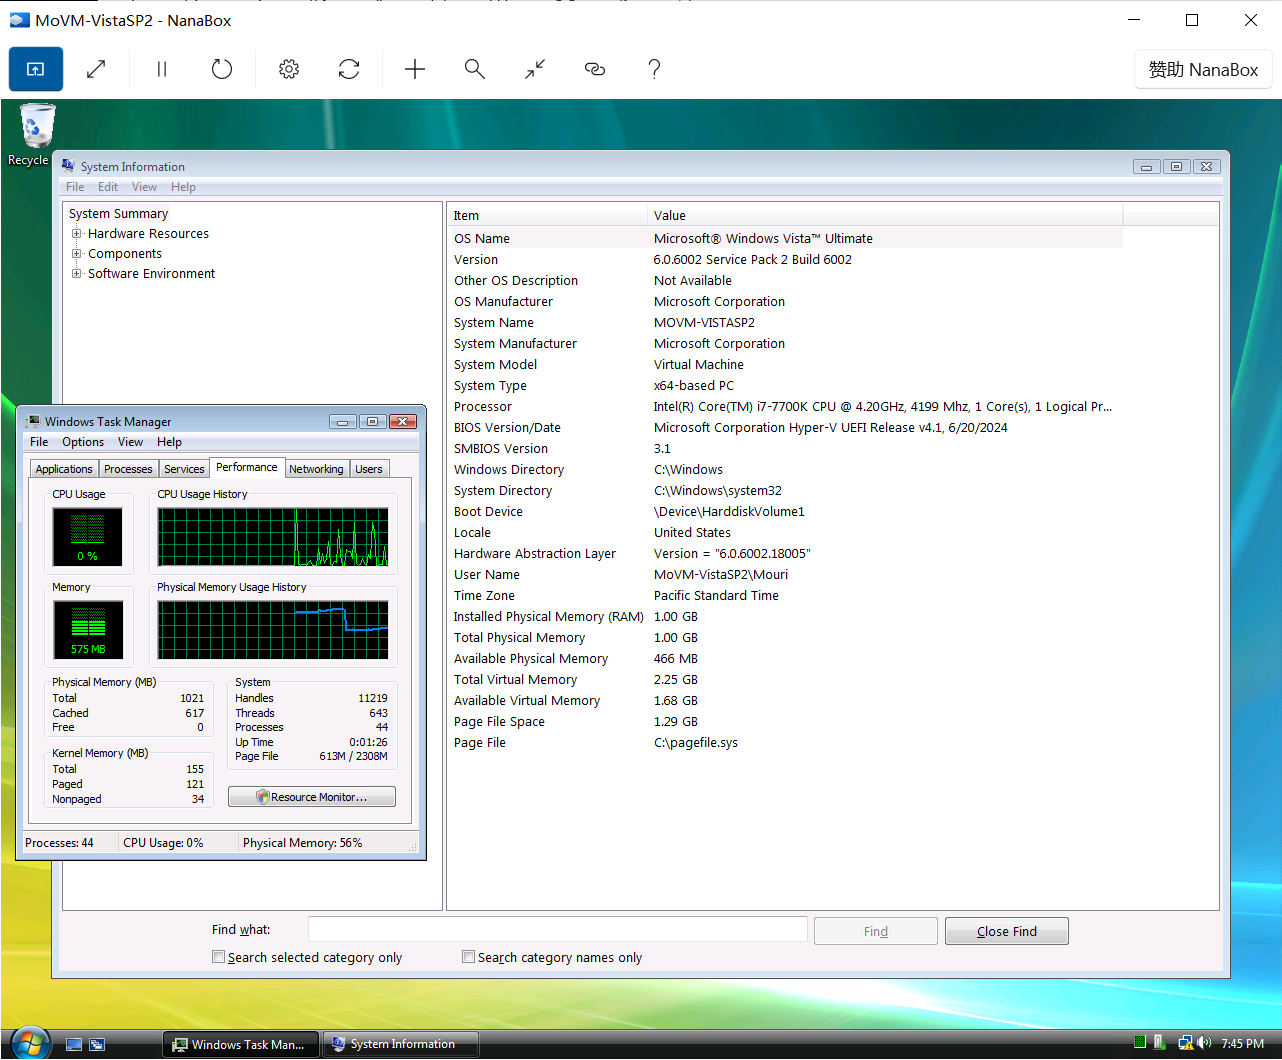 MoVM-VistaSP2 - NanaBox
赞助 NanaBox
Recycle
System Information
File Edit View Help
System Summary
Hardware Resources
Components
Software Environment
Item Value
OS Name Microsoft® Windows Vista™ Ultimate
Version 6.0.6002 Service Pack 2 Build 6002
Other OS Description Not Available
OS Manufacturer Microsoft Corporation
System Name MOVM-VISTASP2
System Manufacturer Microsoft Corporation
System Model Virtual Machine
System Type x64-based PC
Processor Intel(R) Core(TM) i7-7700K CPU @ 4.20GHz, 4199 Mhz, 1 Core(s), 1 Logical Pr...
BIOS Version/Date Microsoft Corporation Hyper-V UEFI Release v4.1, 6/20/2024
SMBIOS Version 3.1
Windows Directory C:\Windows
System Directory C:\Windows\system32
Boot Device \Device\HarddiskVolume1
Locale United States
Hardware Abstraction Layer Version = "6.0.6002.18005"
User Name MoVM-VistaSP2\Mouri
Time Zone Pacific Standard Time
Installed Physical Memory (RAM) 1.00 GB
Total Physical Memory 1.00 GB
Available Physical Memory 466 MB
Total Virtual Memory 2.25 GB
Available Virtual Memory 1.68 GB
Page File Space 1.29 GB
Page File C:\pagefile.sys
Windows Task Manager
File Options View Help
Applications Processes Services Performance Networking Users
CPU Usage CPU Usage History
0 %
Memory Physical Memory Usage History
575 MB
Physical Memory (MB)
Total 1021
Cached 617
Free 0
Kernel Memory (MB)
Total 155
Paged 121
Nonpaged 34
System
Handles 11219
Threads 643
Processes 44
Up Time 0:01:26
Page File 613M / 2308M
Resource Monitor...
Processes: 44 CPU Usage: 0% Physical Memory: 56%
Find what: Find Close Find
Search selected category only Search category names only
Windows Task Man... System Information 7:45 PM